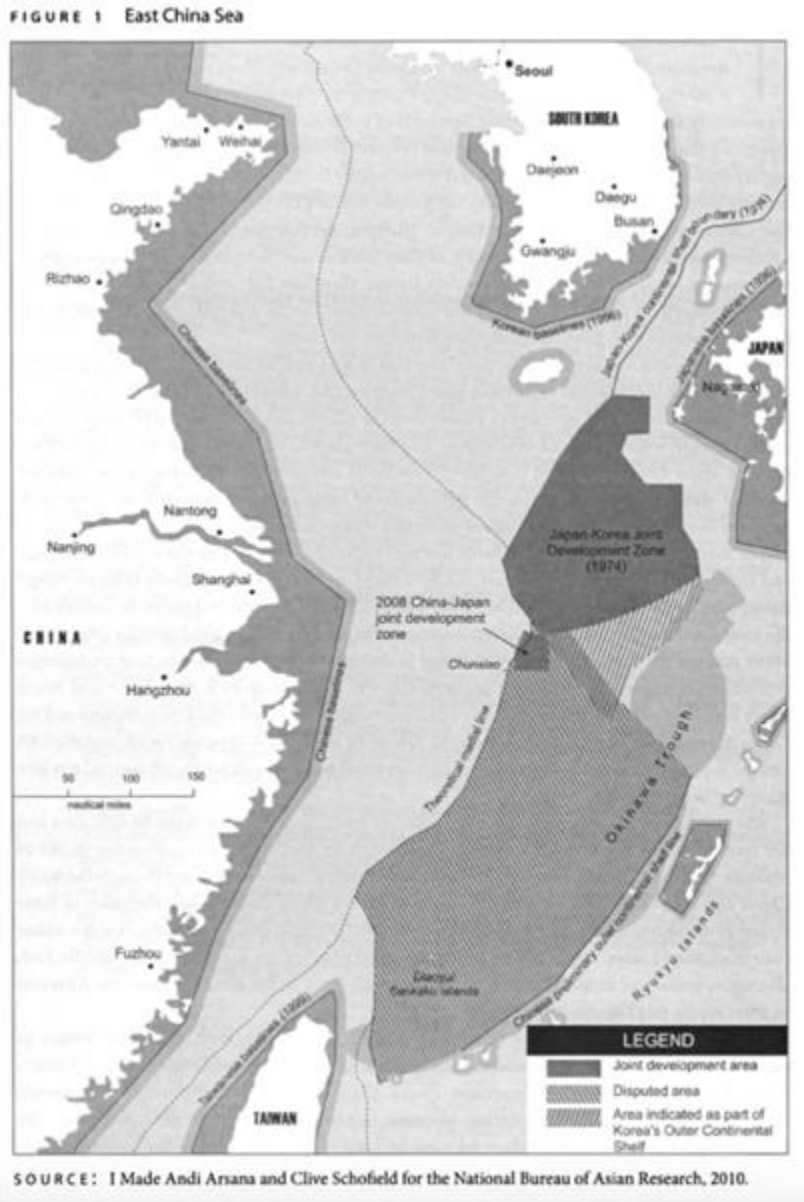 FIGURE 1 East China Sea
Seoul
SOUTH KOREA
Yantai
Weihai
Daejeon
Daegu
Qingdao
Busan
Gwangju
Rizhao
Korean baselines (1996)
Japan-Korea continental shelf boundary (1974)
Japanese baselines (1996)
JAPAN
Chinese baselines
Nantong
Nanjing
Shanghai
Japan-Korea Joint
Development Zone
(1974)
2008 China-Japan
joint development
zone
CHINA
Chunxiao
Hangzhou
Chinese baselines
Theoretical medial line
Okinawa Trough
50 100 150
nautical miles
Chinese preliminary outer continental shelf line
Ryukyu Islands
Fuzhou
Diaoyu/
Senkaku islands
Taiwanese baselines (1999)
TAIWAN
LEGEND
Joint development area
Disputed area
Area indicated as part of
Korea's Outer Continental
Shelf
SOURCE: I Made Andi Arsana and Clive Schofield for the National Bureau of Asian Research, 2010.